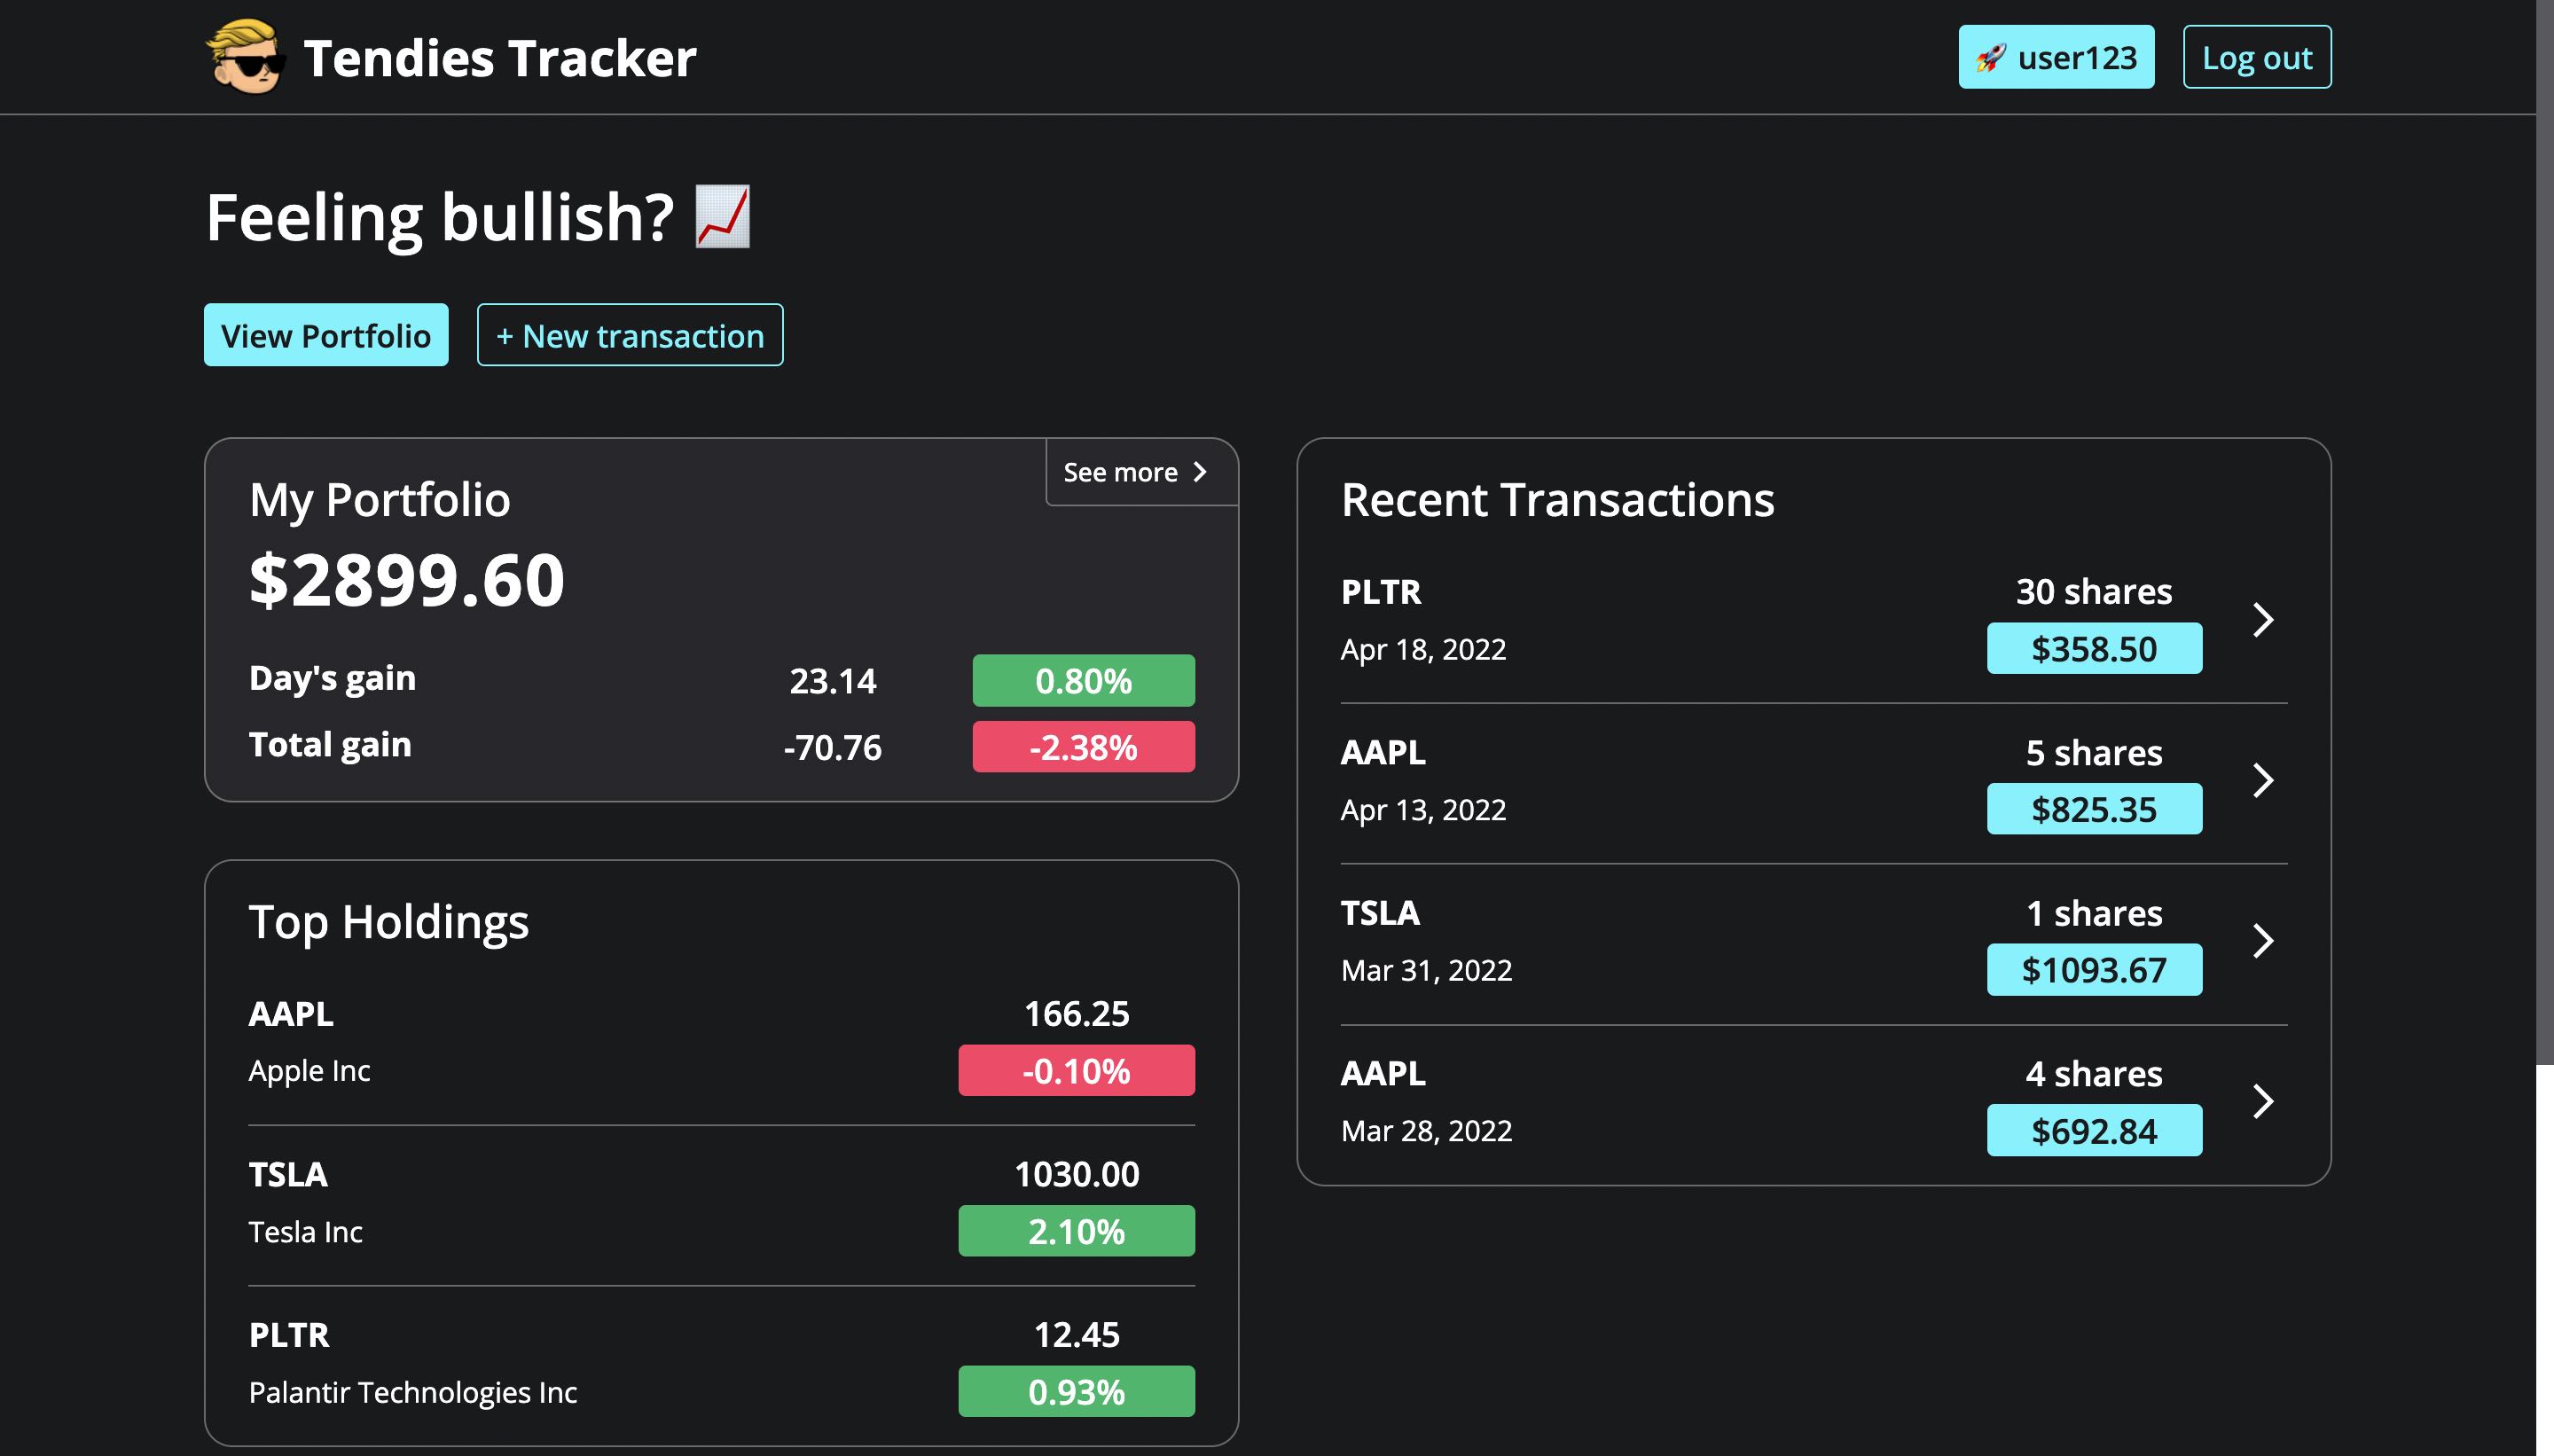 Tendies Tracker
user123
Log out
Feeling bullish?
View Portfolio
+ New transaction
My Portfolio
See more
$2899.60
Day's gain 23.14 0.80%
Total gain -70.76 -2.38%
Top Holdings
AAPL 166.25
Apple Inc -0.10%
TSLA 1030.00
Tesla Inc 2.10%
PLTR 12.45
Palantir Technologies Inc 0.93%
Recent Transactions
PLTR 30 shares
Apr 18, 2022 $358.50
AAPL 5 shares
Apr 13, 2022 $825.35
TSLA 1 shares
Mar 31, 2022 $1093.67
AAPL 4 shares
Mar 28, 2022 $692.84